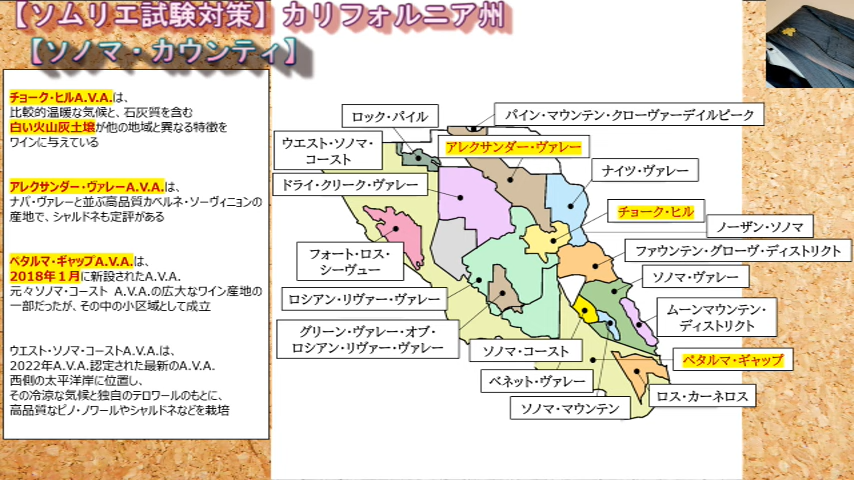 【ソムリエ試験対策】カリフォルニア州
【ソノマ・カウンティ】
チョーク・ヒルA.V.A.は、
比較的温暖な気候と、石灰質を含む
白い火山灰土壌が他の地域と異なる特徴を
ワインに与えている
アレクサンダー・ヴァレーA.V.A.は、
ナパ・ヴァレーと並ぶ高品質カベルネ・ソーヴィニョンの
産地で、シャルドネも定評がある
ペタルマ・ギャップA.V.A.は、
2018年１月に新設されたA.V.A.
元々ソノマ・コースト A.V.A.の広大なワイン産地の
一部だったが、その中の小区域として成立
ウエスト・ソノマ・コーストA.V.A.は、
2022年A.V.A.認定された最新のA.V.A.
西側の太平洋岸に位置し、
その冷涼な気候と独自のテロワールのもとに、
高品質なピノ・ノワールやシャルドネなどを栽培
ロック・パイル
パイン・マウンテン・クローヴァーデイルピーク
ウエスト・ソノマ・
コースト
アレクサンダー・ヴァレー
ドライ・クリーク・ヴァレー
ナイツ・ヴァレー
チョーク・ヒル
ノーザン・ソノマ
フォート・ロス・
シーヴュー
ファウンテン・グローヴ・ディストリクト
ソノマ・ヴァレー
ロシアン・リヴァー・ヴァレー
ムーンマウンテン・
ディストリクト
グリーン・ヴァレー・オブ・
ロシアン・リヴァー・ヴァレー
ソノマ・コースト
ペタルマ・ギャップ
ベネット・ヴァレー
ロス・カーネロス
ソノマ・マウンテン